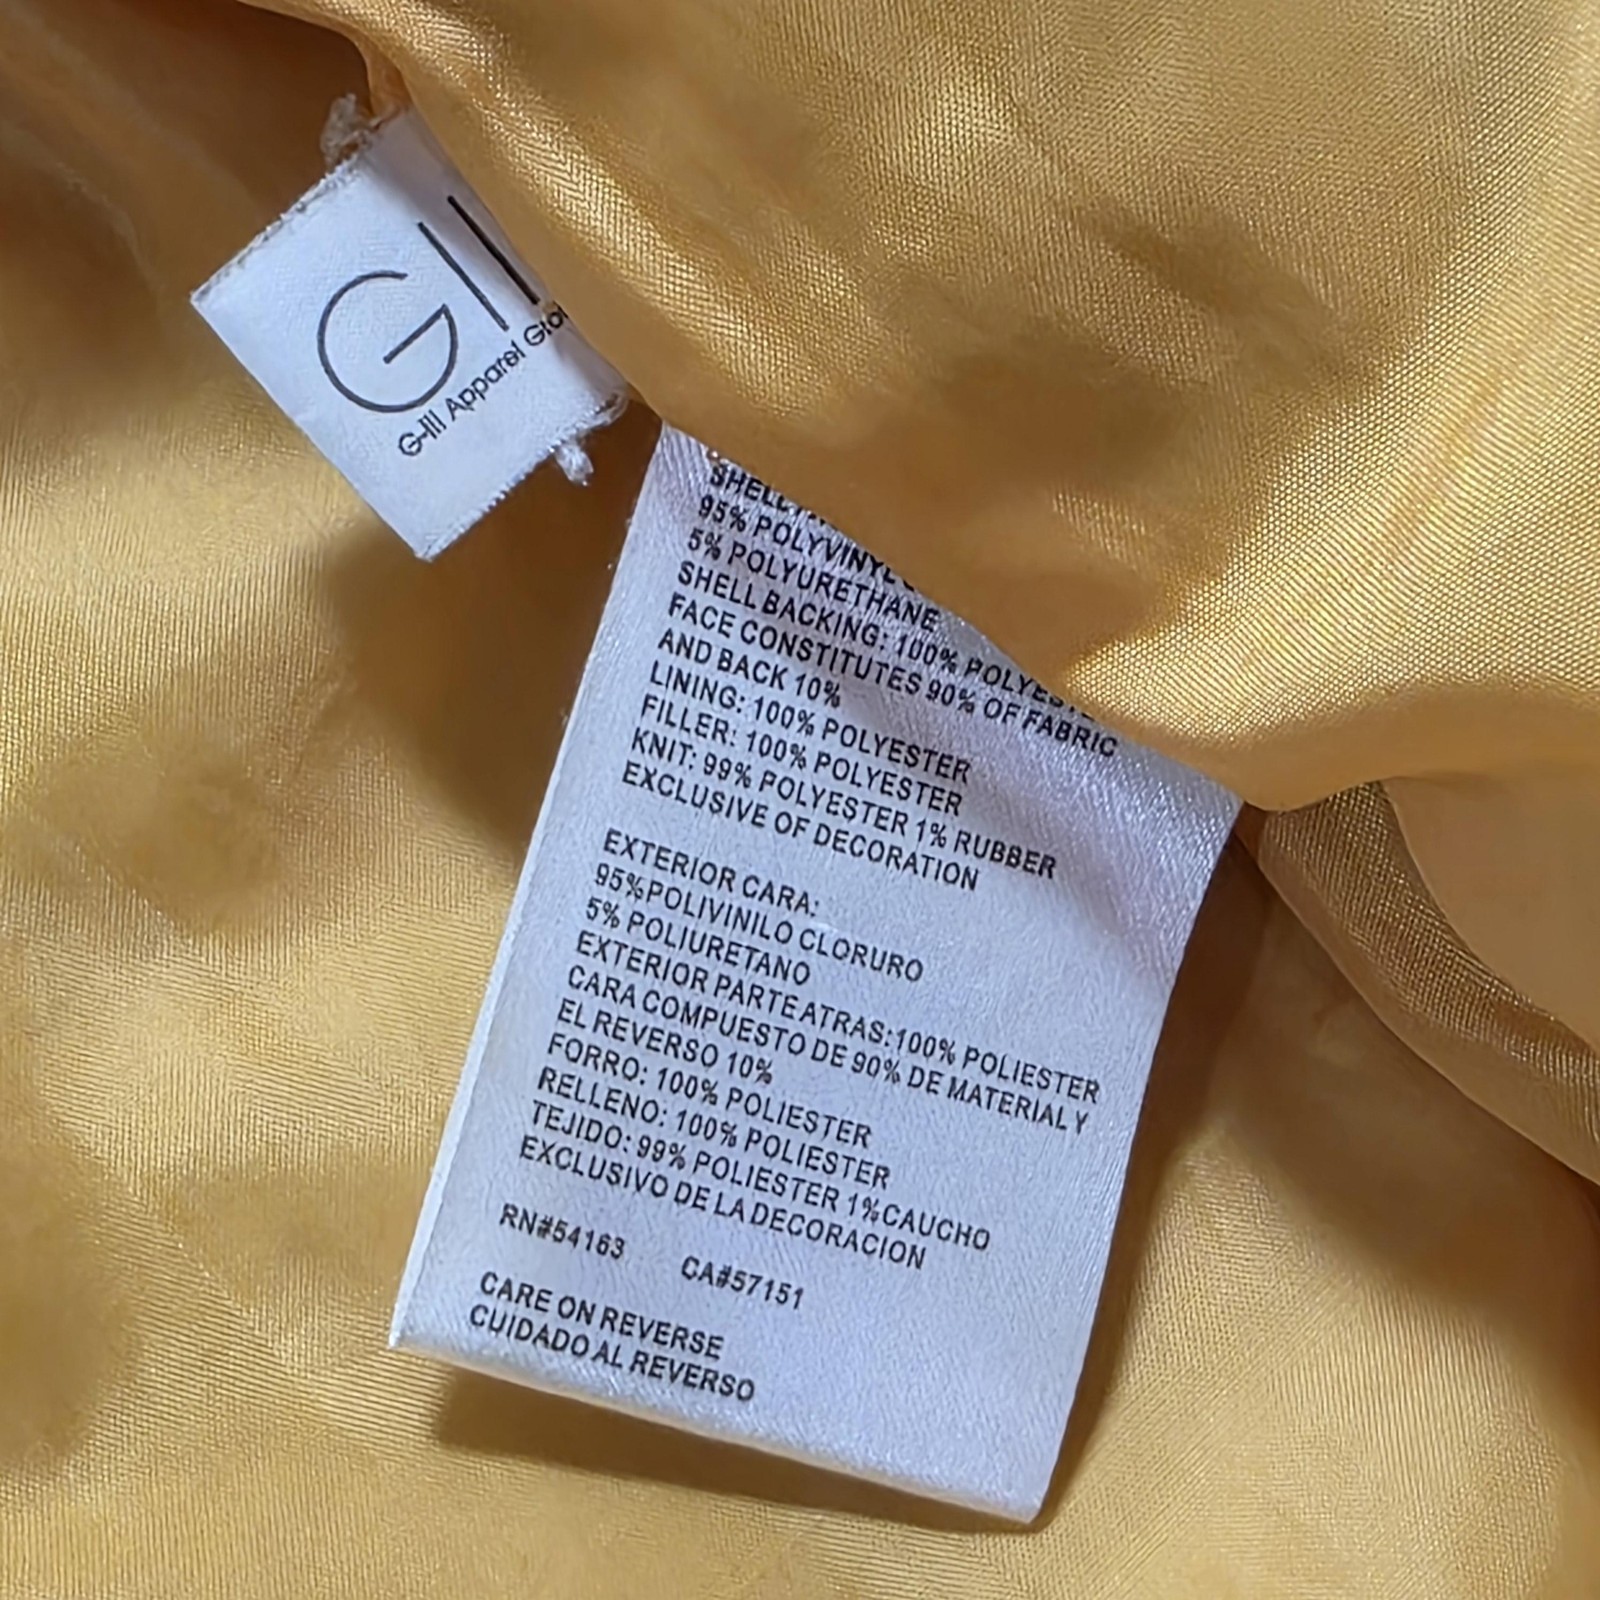 GIII
G-III Apparel
95%
5% POLYURETHANE
SHELL BACKING: 100%
FACE CONSTITUTES 90% OF FABRIC
AND BACK 10%
LINING: 100% POLYESTER
FILLER: 100% POLYESTER
KNIT: 99% POLYESTER 1% RUBBER
EXCLUSIVE OF DECORATION
EXTERIOR CARA:
95%POLIVINILO CLORURO
5% POLIURETANO
EXTERIOR PARTE ATRAS:100% POLIESTER
CARA COMPUESTO DE 90% DE MATERIAL Y
EL REVERSO 10%
FORRO: 100% POLIESTER
RELLENO: 100% POLIESTER
TEJIDO: 99% POLIESTER 1%CAUCHO
EXCLUSIVO DE LA DECORACION
RN#54163 CA#57151
CARE ON REVERSE
CUIDADO AL REVERSO